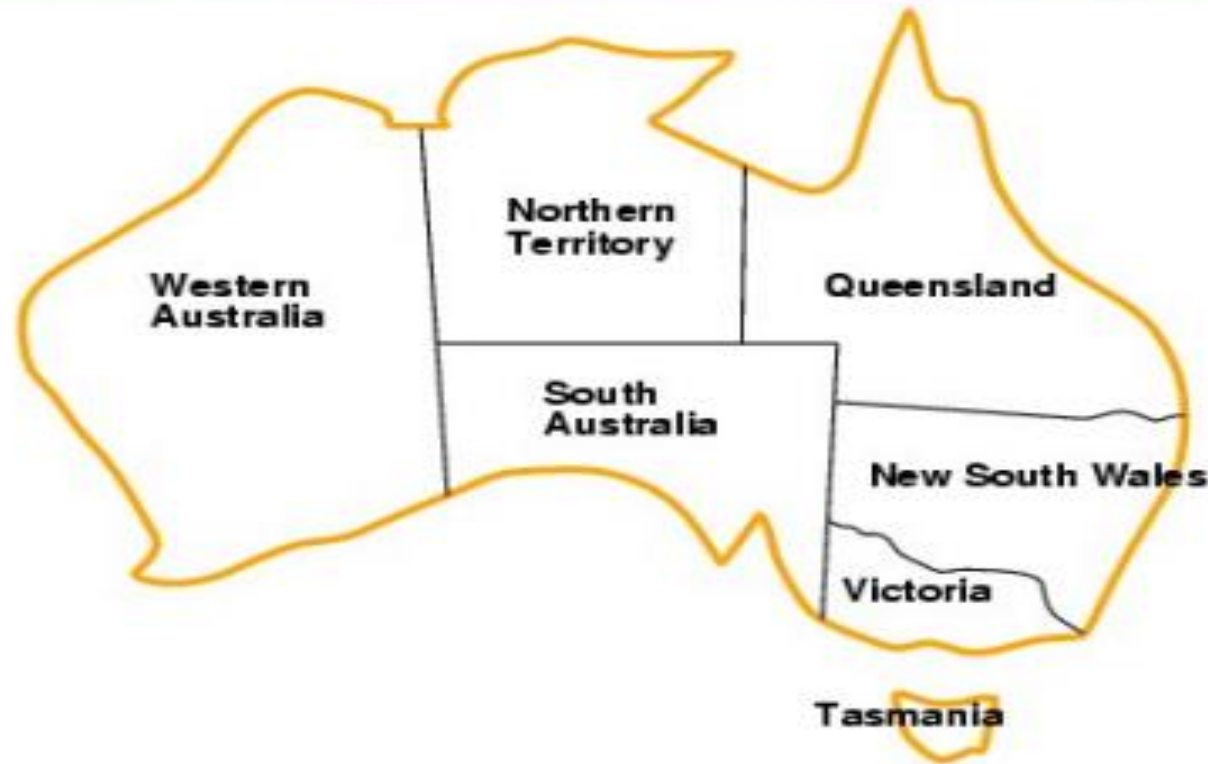 Northern
Territory
Western
Australia
Queensland
South
Australia
New South Wales
Victoria
Tasmania